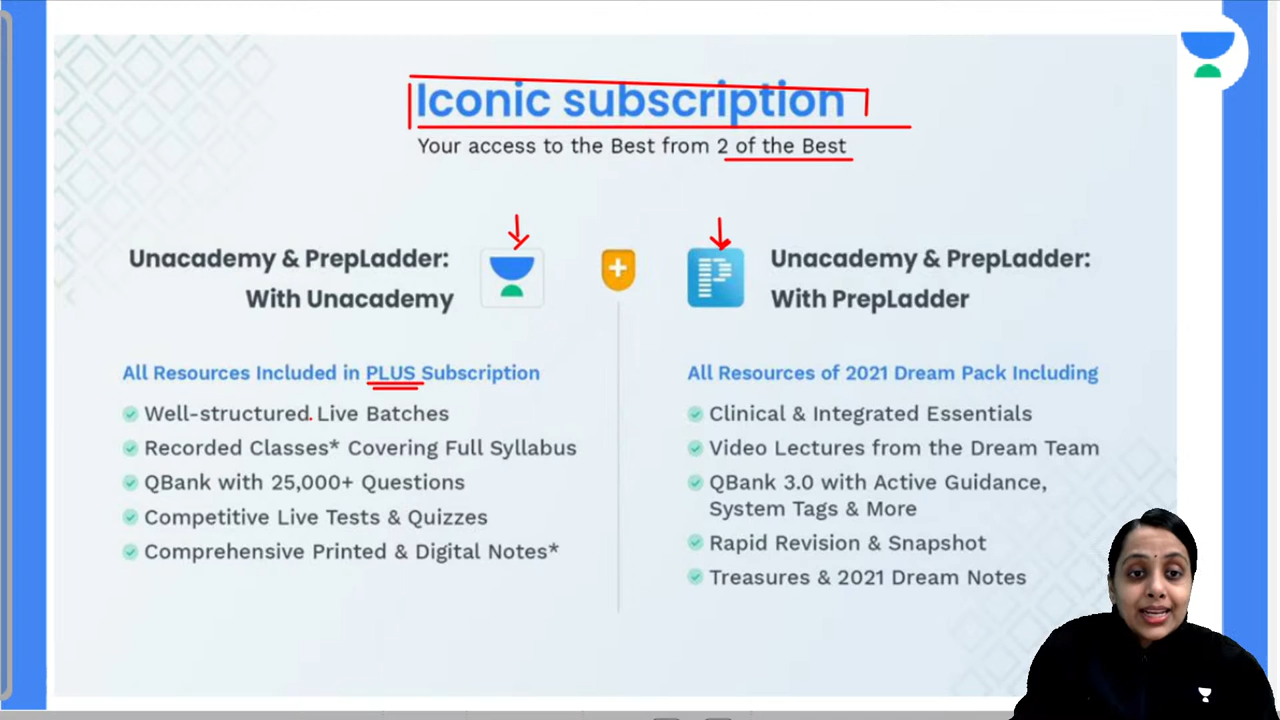 Iconic subscription
Your access to the Best from 2 of the Best
Unacademy & PrepLadder:
With Unacademy
All Resources Included in PLUS Subscription
Well-structured Live Batches
Recorded Classes* Covering Full Syllabus
QBank with 25,000+ Questions
Competitive Live Tests & Quizzes
Comprehensive Printed & Digital Notes*
Unacademy & PrepLadder:
With PrepLadder
All Resources of 2021 Dream Pack Including
Clinical & Integrated Essentials
Video Lectures from the Dream Team
QBank 3.0 with Active Guidance,
System Tags & More
Rapid Revision & Snapshot
Treasures & 2021 Dream Notes